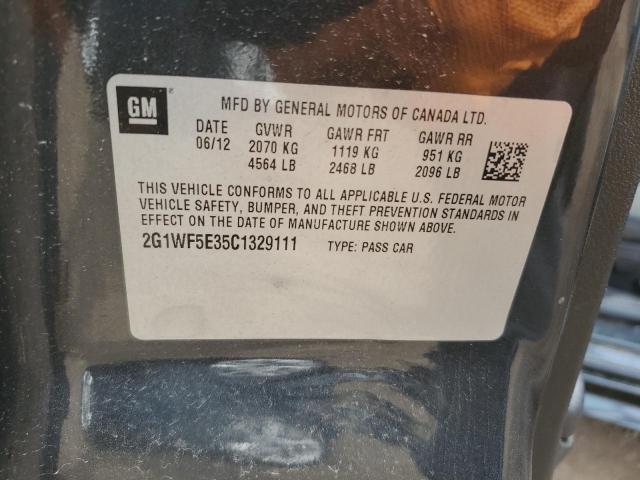 GM
MFD BY GENERAL MOTORS OF CANADA LTD.
DATE GVWR GAWR FRT GAWR RR
06/12 2070 KG 1119 KG 951 KG
4564 LB 2468 LB 2096 LB
THIS VEHICLE CONFORMS TO ALL APPLICABLE U.S. FEDERAL MOTOR
VEHICLE SAFETY, BUMPER, AND THEFT PREVENTION STANDARDS IN
EFFECT ON THE DATE OF MANUFACTURE SHOWN ABOVE.
2G1WF5E35C1329111 TYPE: PASS CAR